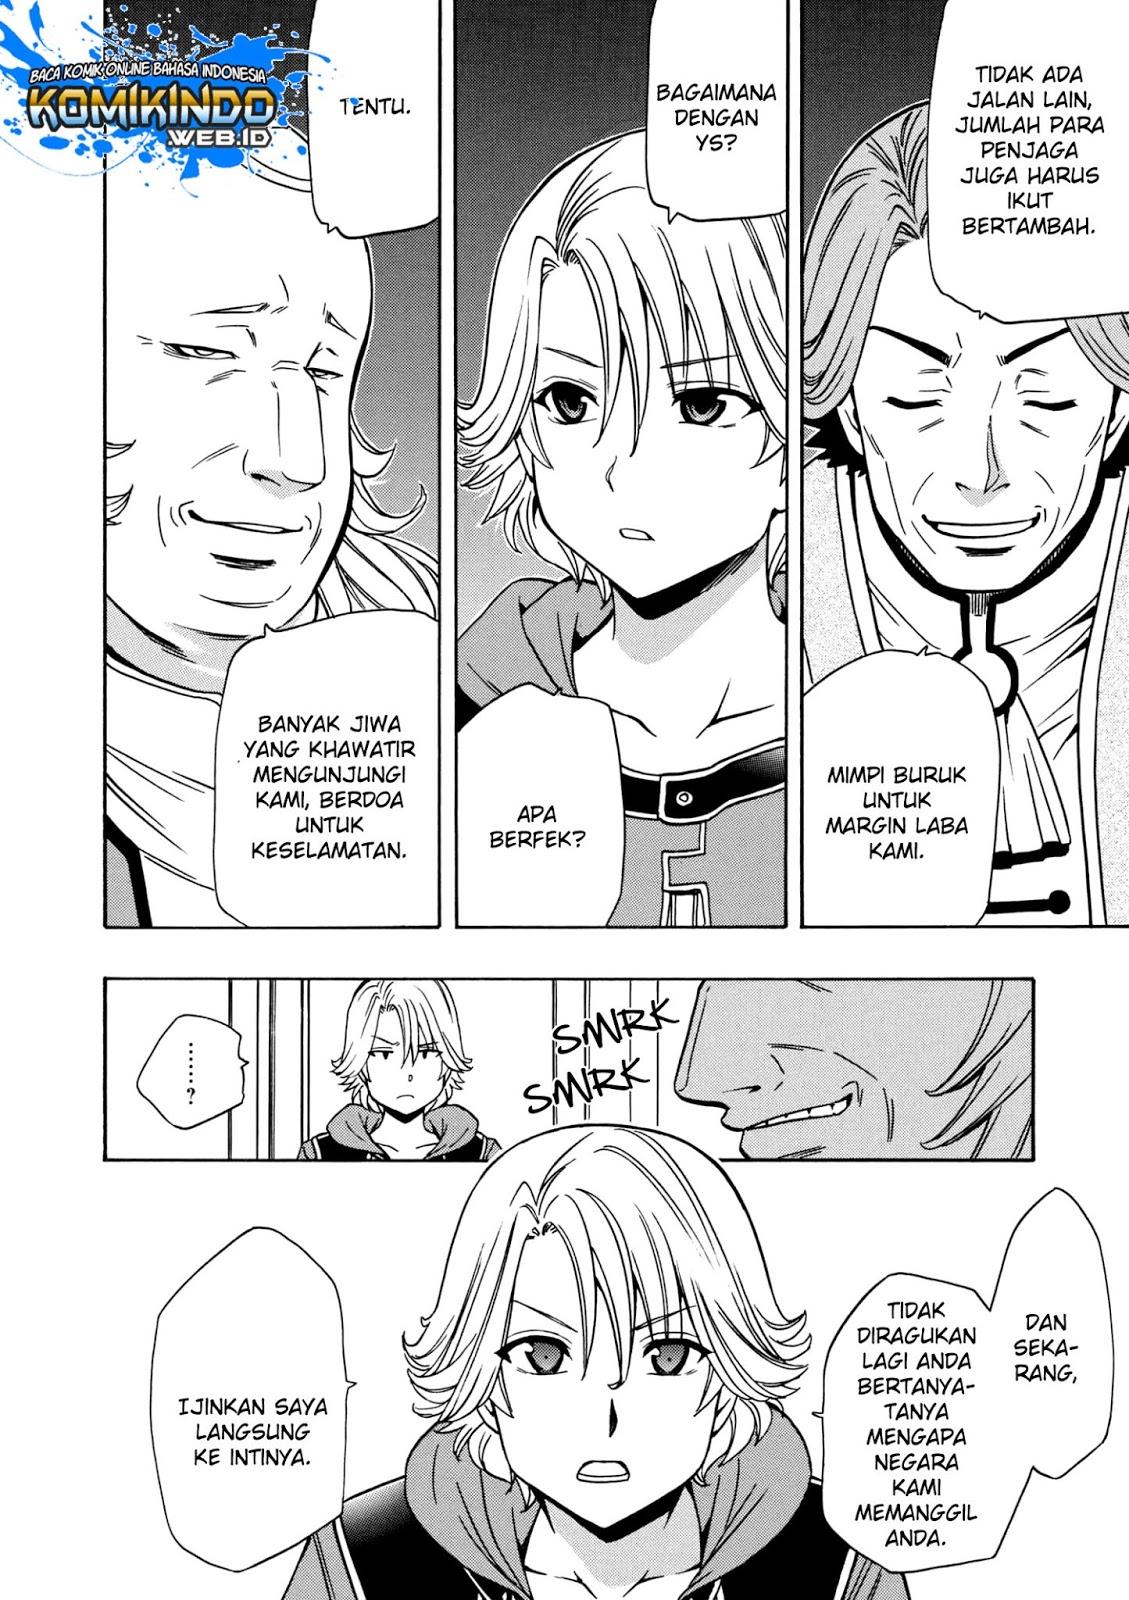 BACA KOMIK ONLINE BAHASA INDONESIA
KOMIKINDO
.WEB.ID
TIDAK ADA
JALAN LAIN,
JUMLAH PARA
PENJAGA
JUGA HARUS
IKUT
BERTAMBAH.
MIMPI BURUK
UNTUK
MARGIN LABA
KAMI.
BAGAIMANA
DENGAN
YS?
APA
BERFEK?
TENTU.
BANYAK JIWA
YANG KHAWATIR
MENGUNJUNGI
KAMI, BERDOA
UNTUK
KESELAMATAN.
SMIRK
SMIRK
......?
DAN
SEKA-
RANG,
TIDAK
DIRAGUKAN
LAGI ANDA
BERTANYA-
TANYA
MENGAPA
NEGARA
KAMI
MEMANGGIL
ANDA.
IJINKAN SAYA
LANGSUNG
KE INTINYA.